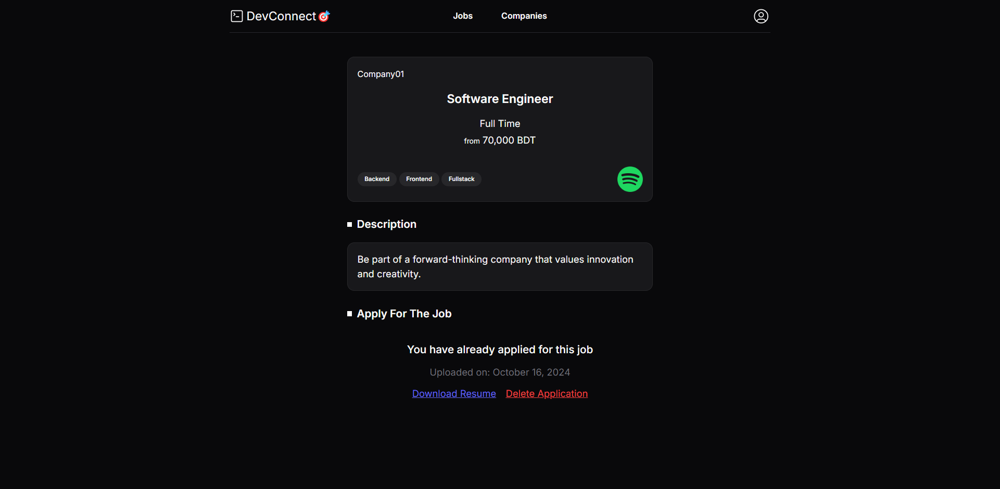 DevConnect🎯
Jobs
Companies
Company01
Software Engineer
Full Time
from 70,000 BDT
Backend
Frontend
Fullstack
Description
Be part of a forward-thinking company that values innovation
and creativity.
Apply For The Job
You have already applied for this job
Uploaded on: October 16, 2024
Download Resume
Delete Application